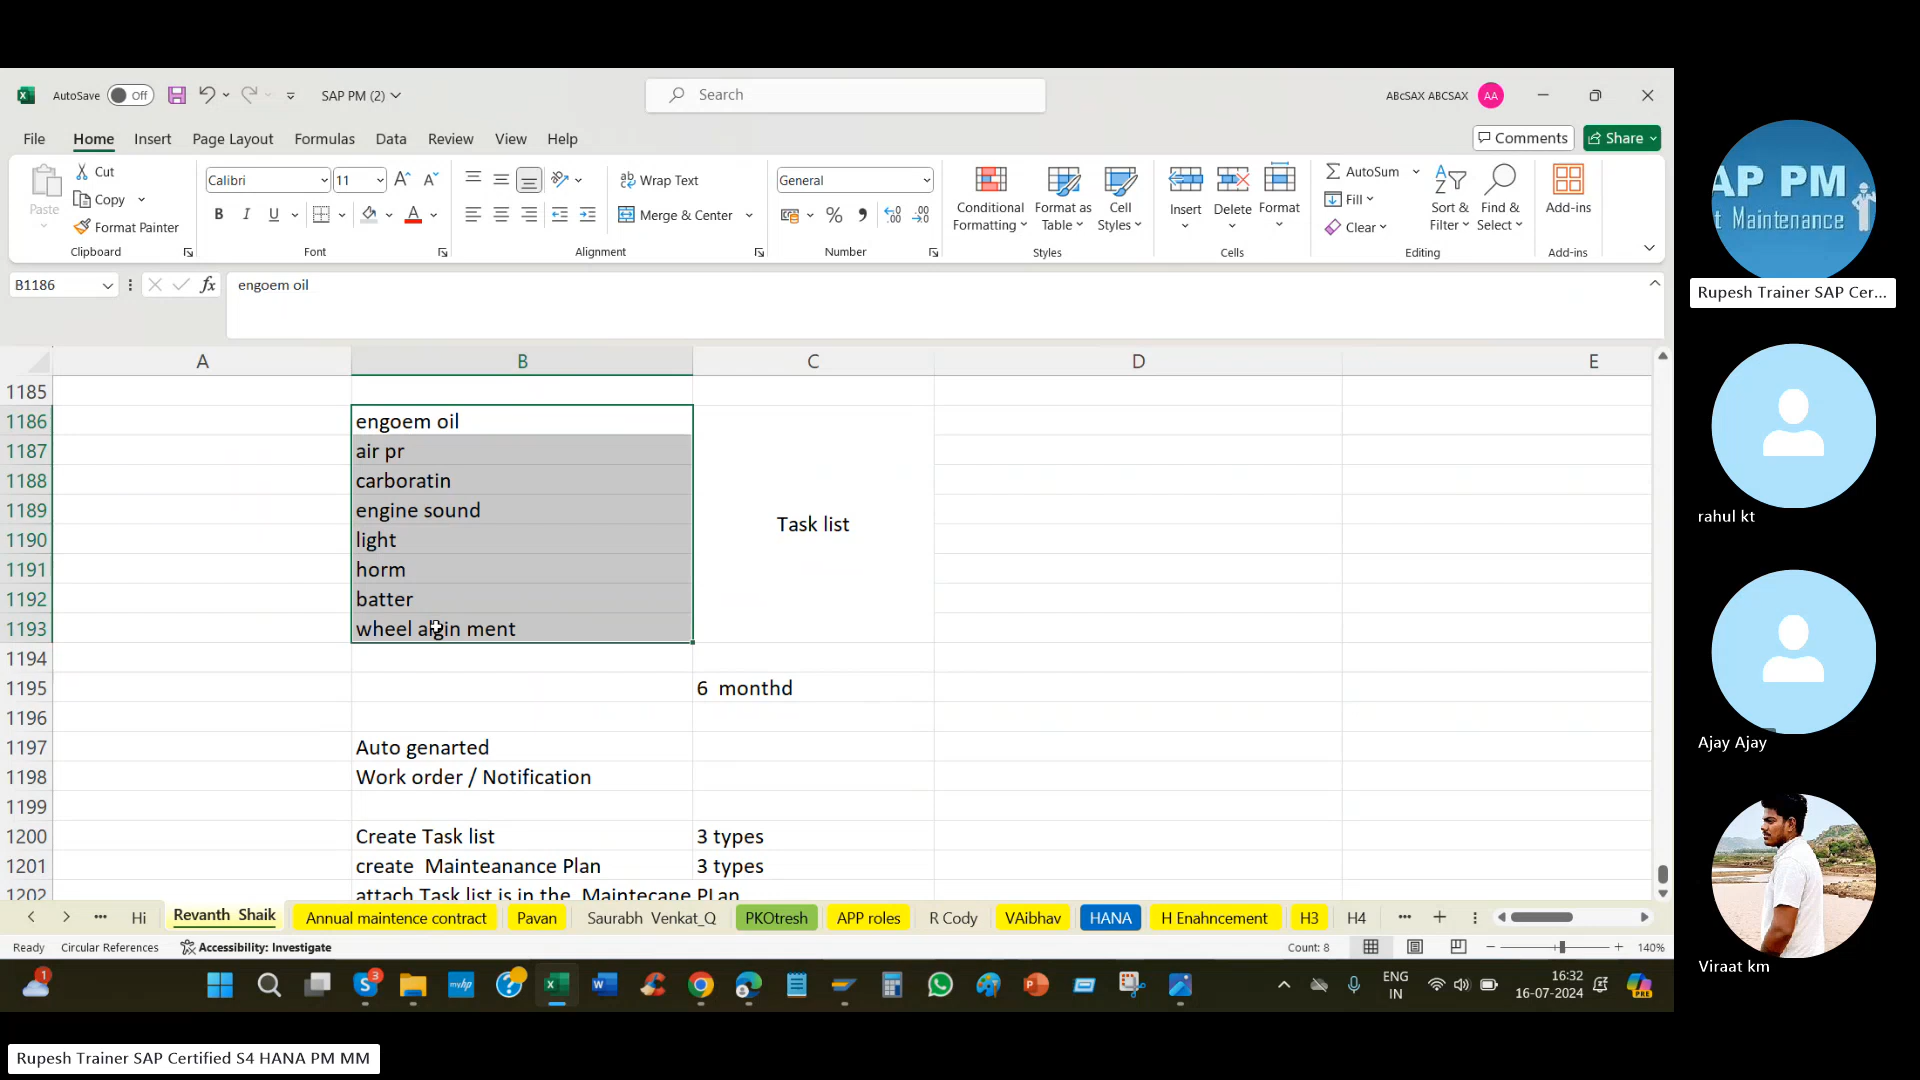 AutoSave Off SAP PM (2) Search ABcSAX ABCSAX AA
File Home Insert Page Layout Formulas Data Review View Help Comments Share
Paste Cut Calibri 11 Wrap Text General Conditional Formatting Format as Table Cell Styles Insert Delete Format AutoSum Sort & Filter Find & Select Add-ins
Copy Fill
Format Painter B I U A Merge & Center % Clear
Clipboard Font Alignment Number Styles Cells Editing Add-ins
B1186 fx engoem oil
A B C D E
1185
1186 engoem oil
1187 air pr
1188 carboratin
1189 engine sound
Task list
1190 light
1191 horm
1192 batter
1193 wheel algin ment
1194
1195 6 monthd
1196
1197 Auto genarted
1198 Work order / Notification
1199
1200 Create Task list 3 types
1201 create Mainteanance Plan 3 types
1202 attach Task list is in the Maintecane PLan
Hi Revanth Shaik Annual maintence contract Pavan Saurabh Venkat_Q PKOtresh APP roles R Cody VAibhav HANA H Enahncement H3 H4
Ready Circular References Accessibility: Investigate Count: 8 140%
1 myhp 3 ENG IN 16:32 16-07-2024 PRE
AP PM
t Maintenance
Rupesh Trainer SAP Cer...
rahul kt
Ajay Ajay
Viraat km
Rupesh Trainer SAP Certified S4 HANA PM MM